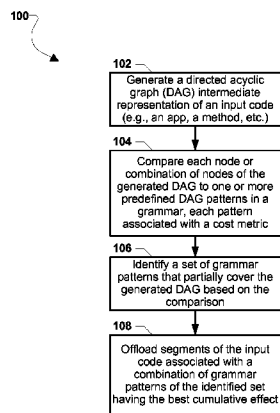 100
102
Generate a directed acyclic
graph (DAG) intermediate
representation of an input code
(e.g., an app, a method, etc.)
104
Compare each node or
combination of nodes of the
generated DAG to one or more
predefined DAG patterns in a
grammar, each pattern
associated with a cost metric
106
Identify a set of grammar
patterns that partially cover the
generated DAG based on the
comparison
108
Offload segments of the input
code associated with a
combination of grammar
patterns of the identified set
having the best cumulative effect